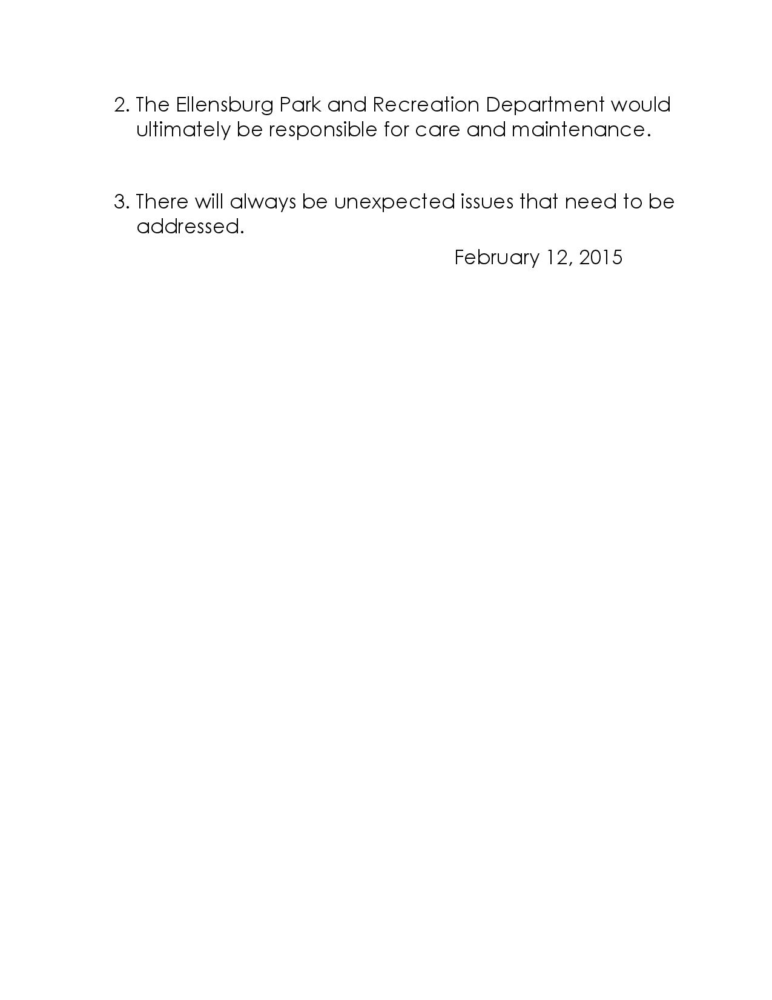 2. The Ellensburg Park and Recreation Department would
ultimately be responsible for care and maintenance.
3. There will always be unexpected issues that need to be
addressed.
February 12, 2015